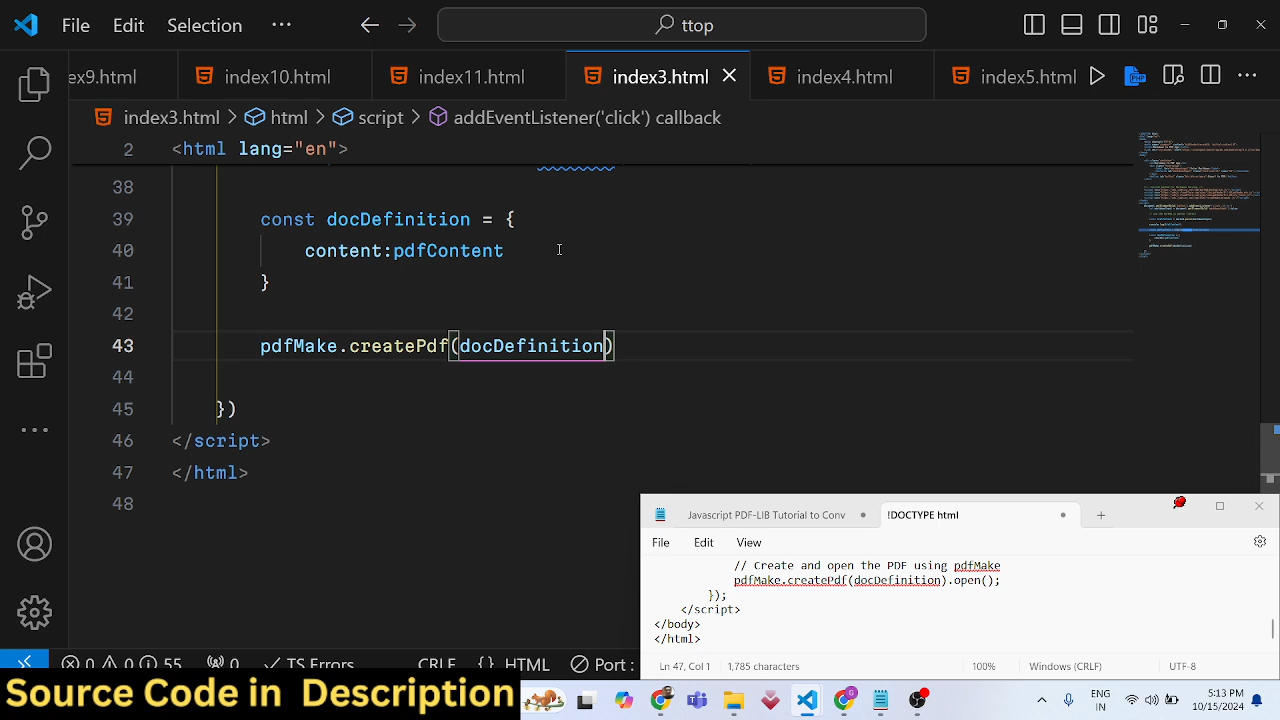 File Edit Selection ... ttop
ex9.html index10.html index11.html index3.html index4.html index5.html
index3.html > html > script > addEventListener('click') callback
2 <html lang="en">
38
39 const docDefinition = {
40 content:pdfContent
41 }
42
43 pdfMake.createPdf(docDefinition)
44
45 })
46 </script>
47 </html>
48
Javascript PDF-LIB Tutorial to Conv !DOCTYPE html
File Edit View
// Create and open the PDF using pdfMake
pdfMake.createPdf(docDefinition).open();
});
</script>
</body>
</html>
Ln 47, Col 1 1,785 characters 100% Windows (CRLF) UTF-8
0 0 55 0 TS Errors CRLF {} HTML Port :
Source Code in Description
ENG
IN
5:13 PM
10/15/2024